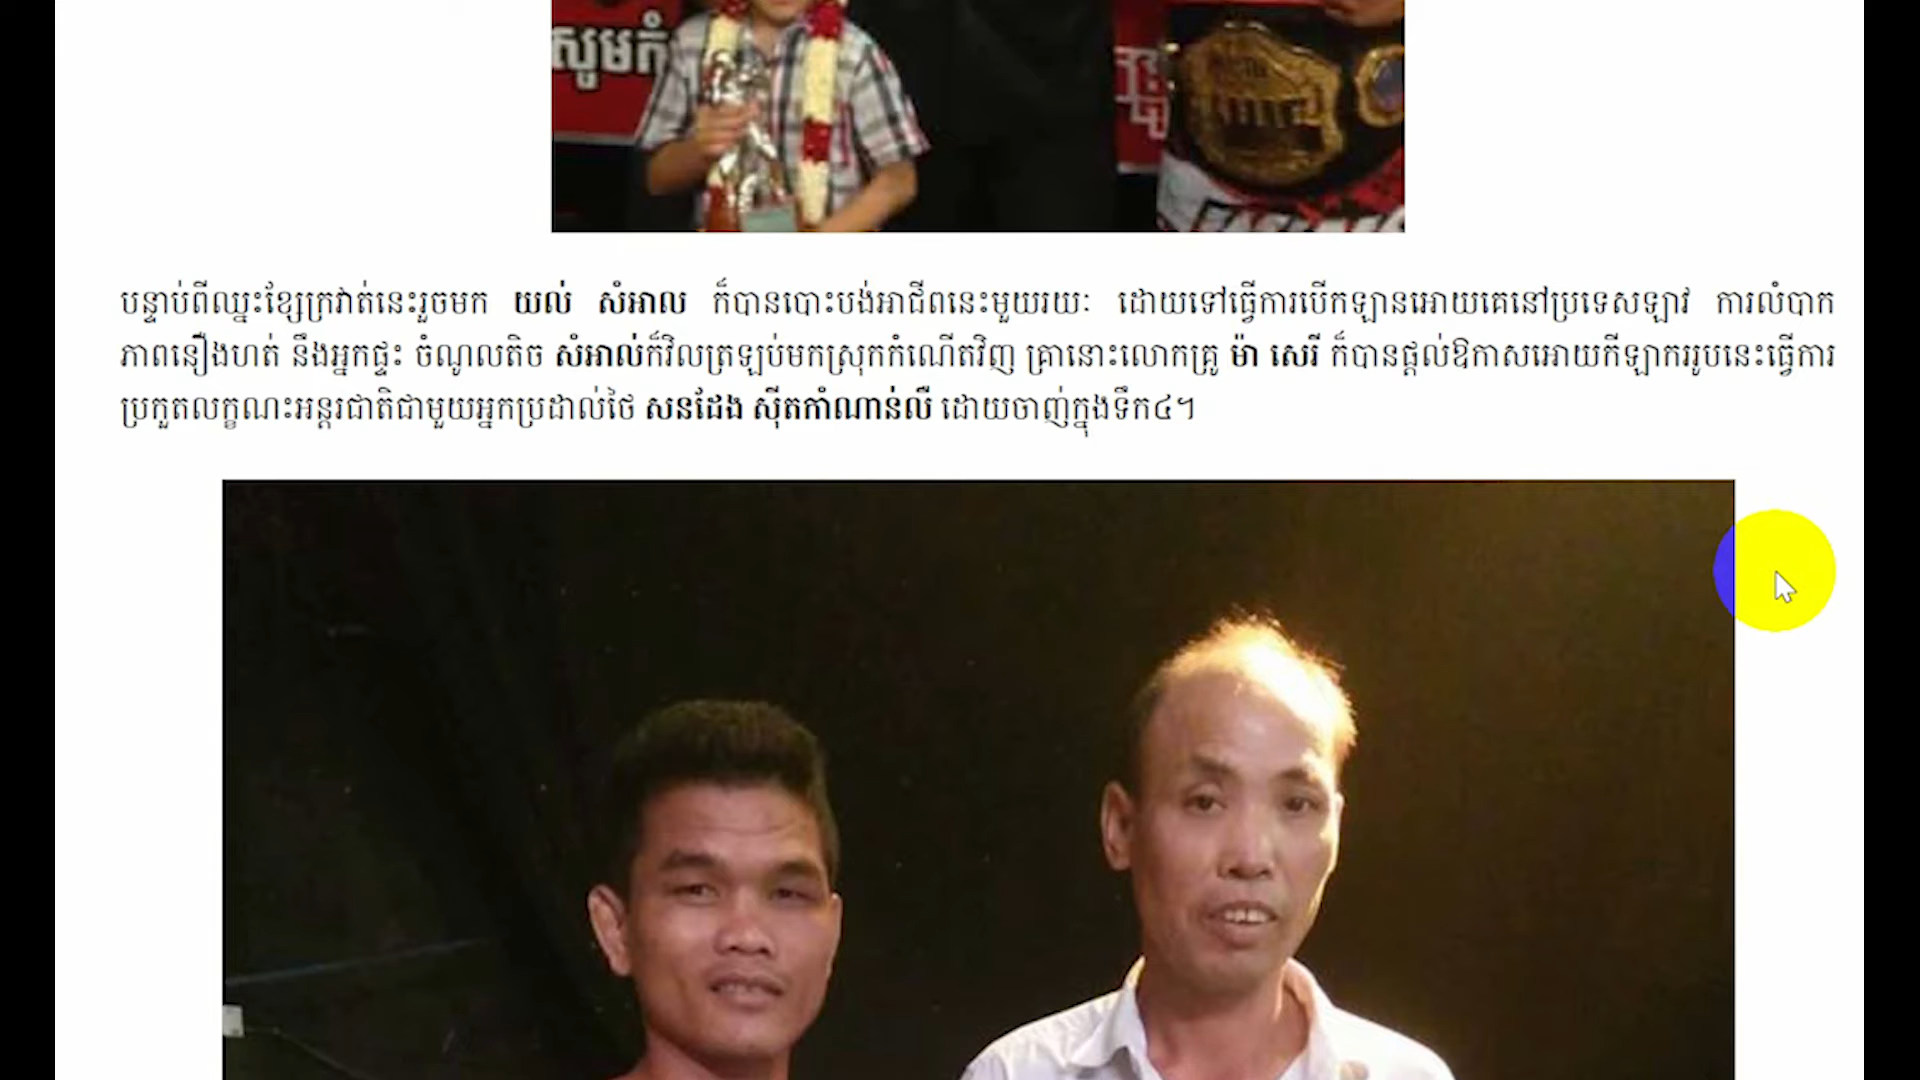 សូមកុំ
បន្ទាប់ពីឈ្នះខ្សែក្រវាត់នេះរួចមក យល់ សំអាល ក៏បានបោះបង់អាជីពនេះមួយរយៈ ដោយទៅធ្វើការបើកឡានអោយគេនៅប្រទេសឡាវ ការលំបាក
ភាពនឿងហត់ នឹងអ្នកផ្ទះ ចំណូលតិច សំអាល់ក៏វិលត្រឡប់មកស្រុកកំណើតវិញ គ្រានោះលោកគ្រូ ម៉ា សេរី ក៏បានផ្តល់ឱកាសអោយកីឡាកររូបនេះធ្វើការ
ប្រកួតលក្ខណះអន្តរជាតិជាមួយអ្នកប្រដាល់ថៃ សនដែង ស៊ីតកាំណាន់លី ដោយចាញ់ក្នុងទឹក៤។